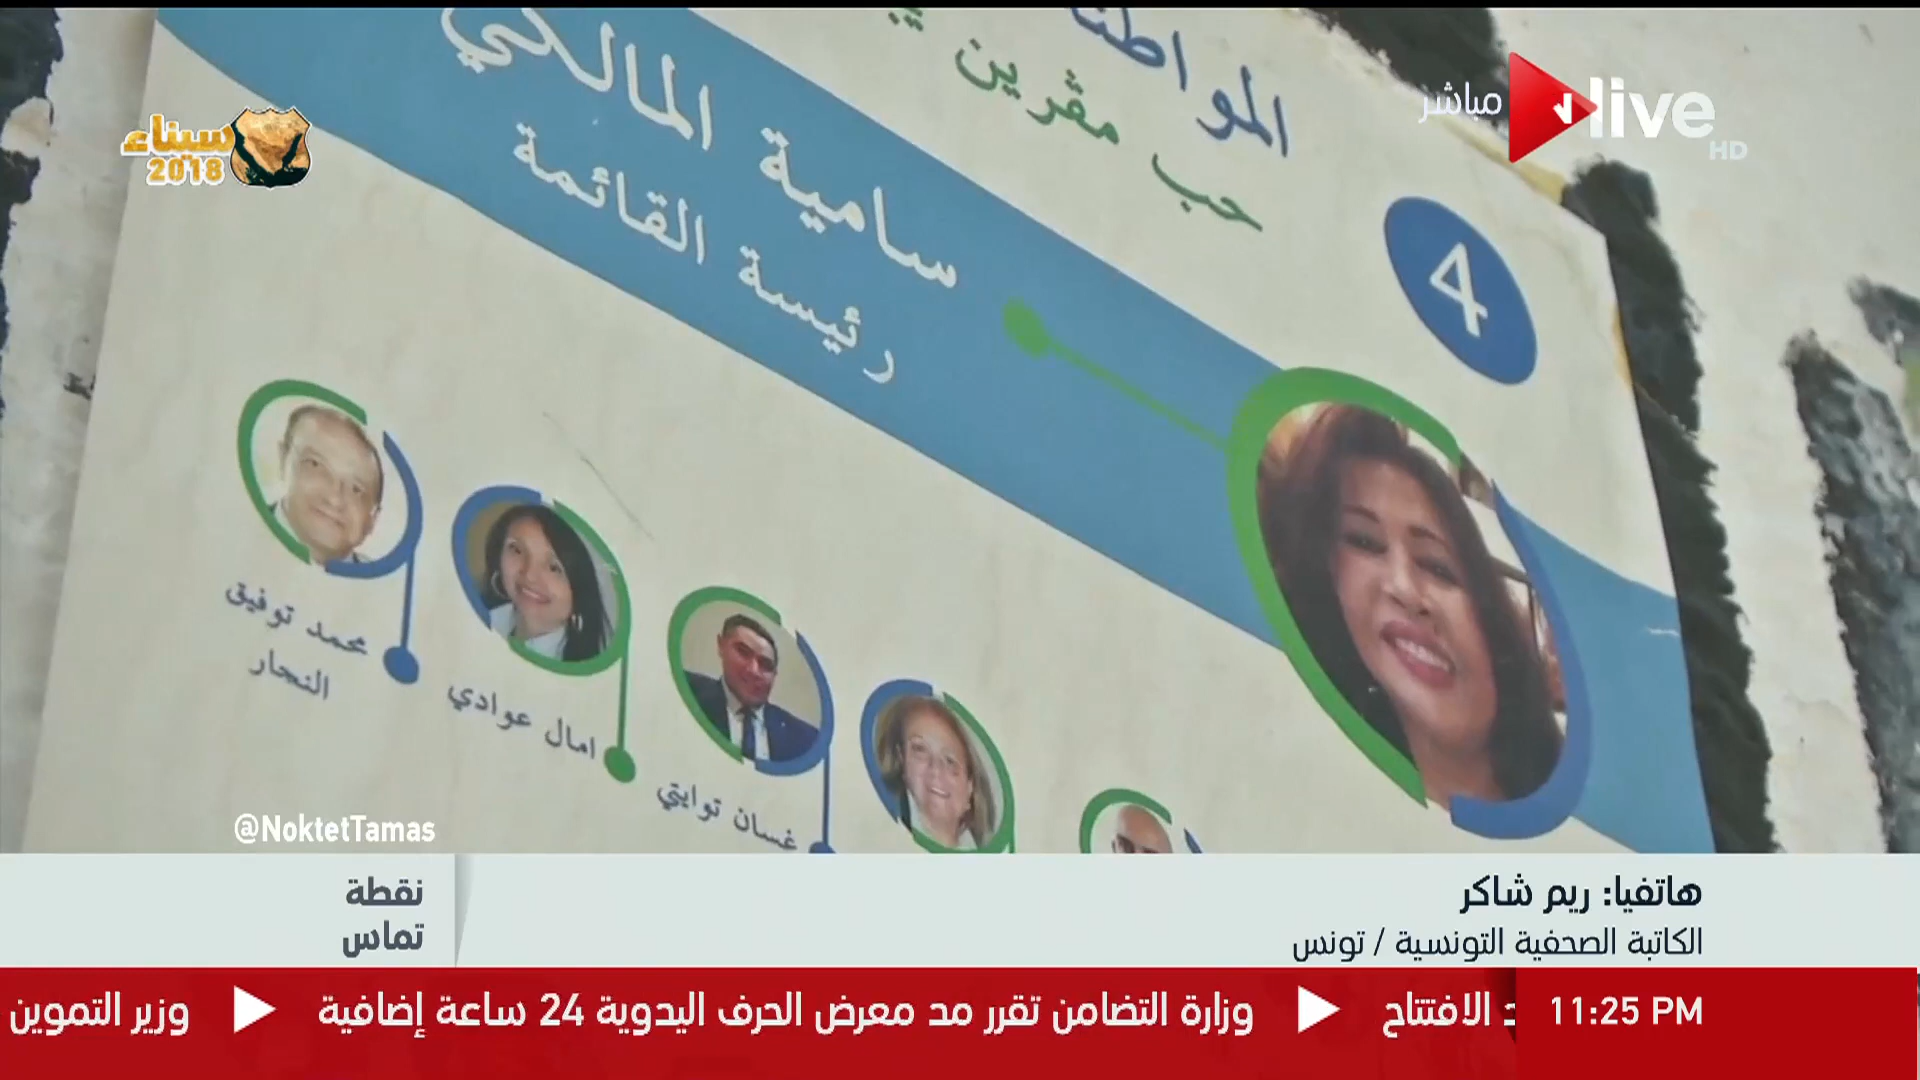 المواطنة
حب مقرين
4
سامية المالكي
رئيسة القائمة
محمد توفيق
النجار
امال عوادي
غسان توايتي
سيناء
2018
مباشر
live
HD
@NoktetTamas
نقطة
تماس
هاتفيا: ريم شاكر
الكاتبة الصحفية التونسية / تونس
11:25 PM
الافتتاح ◀ وزارة التضامن تقرر مد معرض الحرف اليدوية 24 ساعة إضافية ◀ وزير التموين